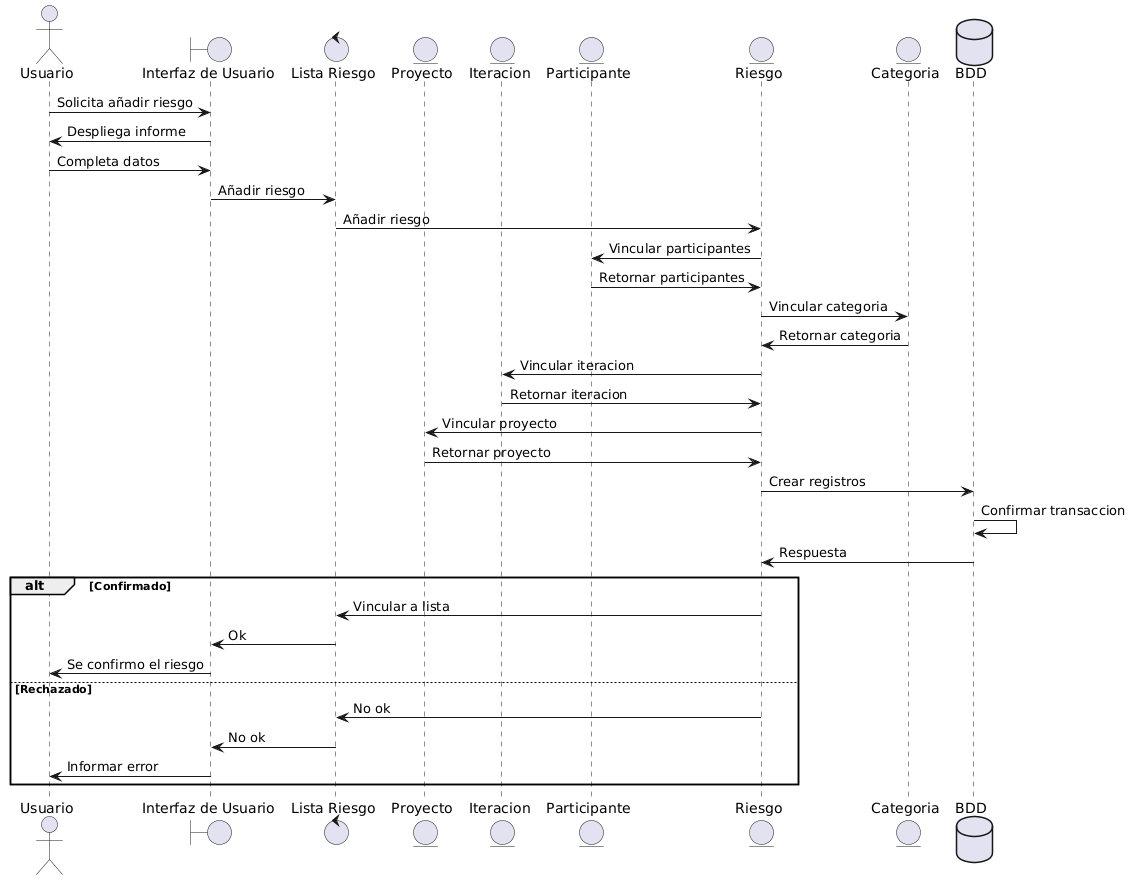 Usuario
Interfaz de Usuario
Lista Riesgo
Proyecto
Iteracion
Participante
Riesgo
Categoria
BDD
Solicita añadir riesgo
Despliega informe
Completa datos
Añadir riesgo
Añadir riesgo
Vincular participantes
Retornar participantes
Vincular categoria
Retornar categoria
Vincular iteracion
Retornar iteracion
Vincular proyecto
Retornar proyecto
Crear registros
Confirmar transaccion
Respuesta
alt
[Confirmado]
Vincular a lista
Ok
Se confirmo el riesgo
[Rechazado]
No ok
No ok
Informar error
Usuario
Interfaz de Usuario
Lista Riesgo
Proyecto
Iteracion
Participante
Riesgo
Categoria
BDD